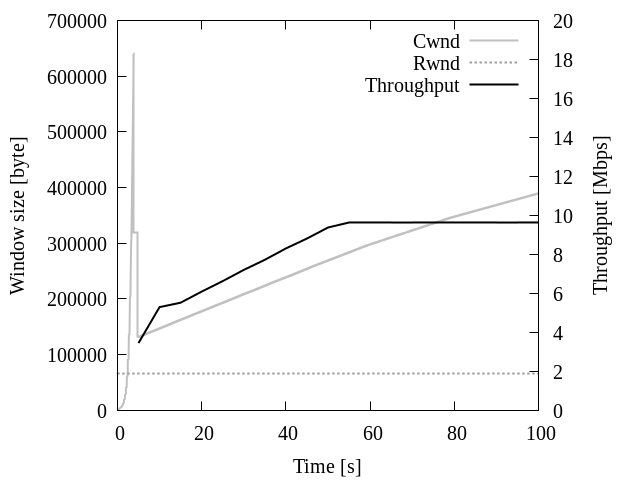 700000
600000
500000
400000
300000
200000
100000
0
Window size [byte]
Cwnd
Rwnd
Throughput
20
18
16
14
12
10
8
6
4
2
0
Throughput [Mbps]
0 20 40 60 80 100
Time [s]